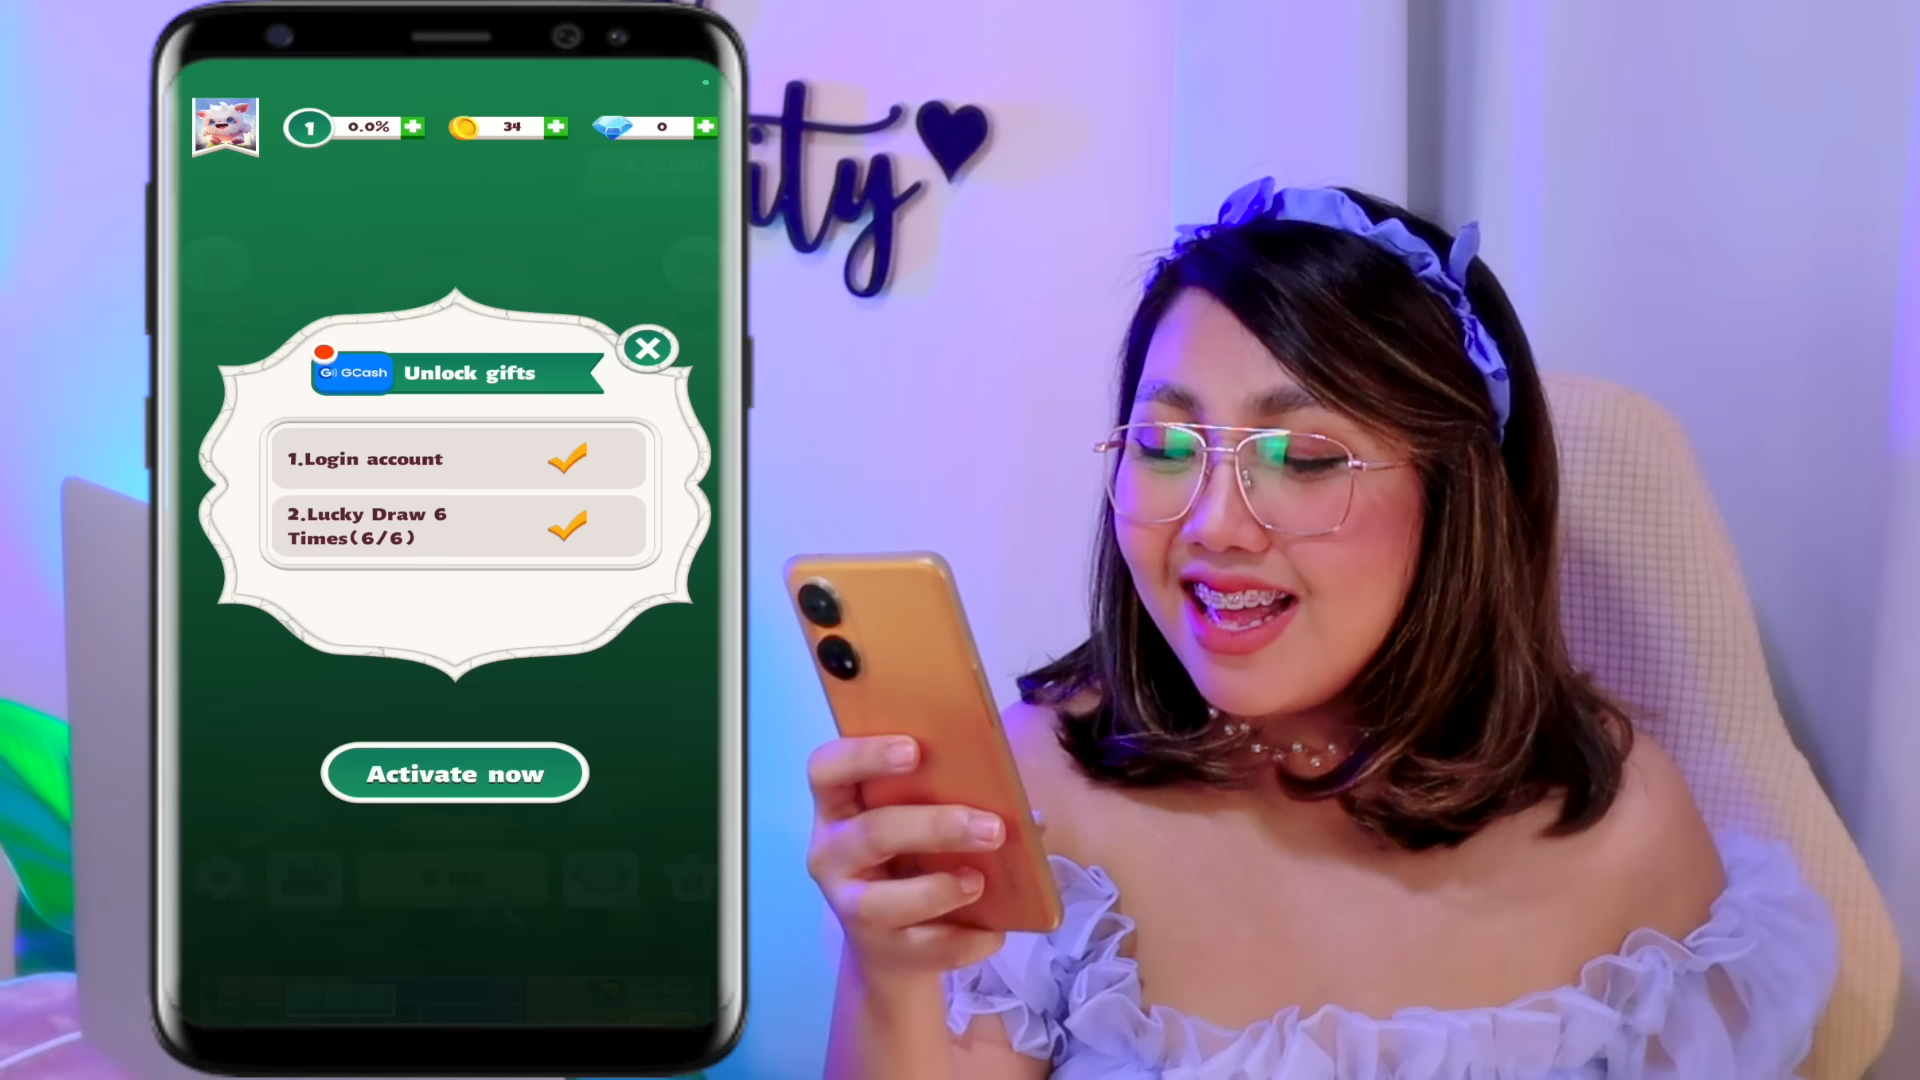 1
0.0%
34
0
GCash
Unlock gifts
1.Login account
2.Lucky Draw 6
Times(6/6)
Activate now
ity